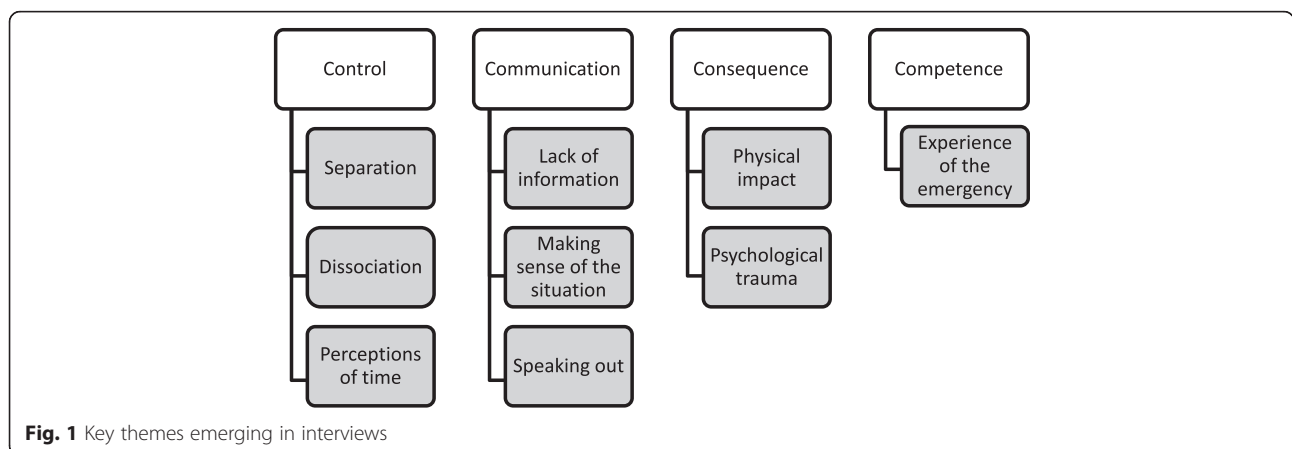 Control
Separation
Dissociation
Perceptions
of time
Communication
Lack of
information
Making
sense of the
situation
Speaking out
Consequence
Physical
impact
Psychological
trauma
Competence
Experience
of the
emergency
Fig. 1 Key themes emerging in interviews